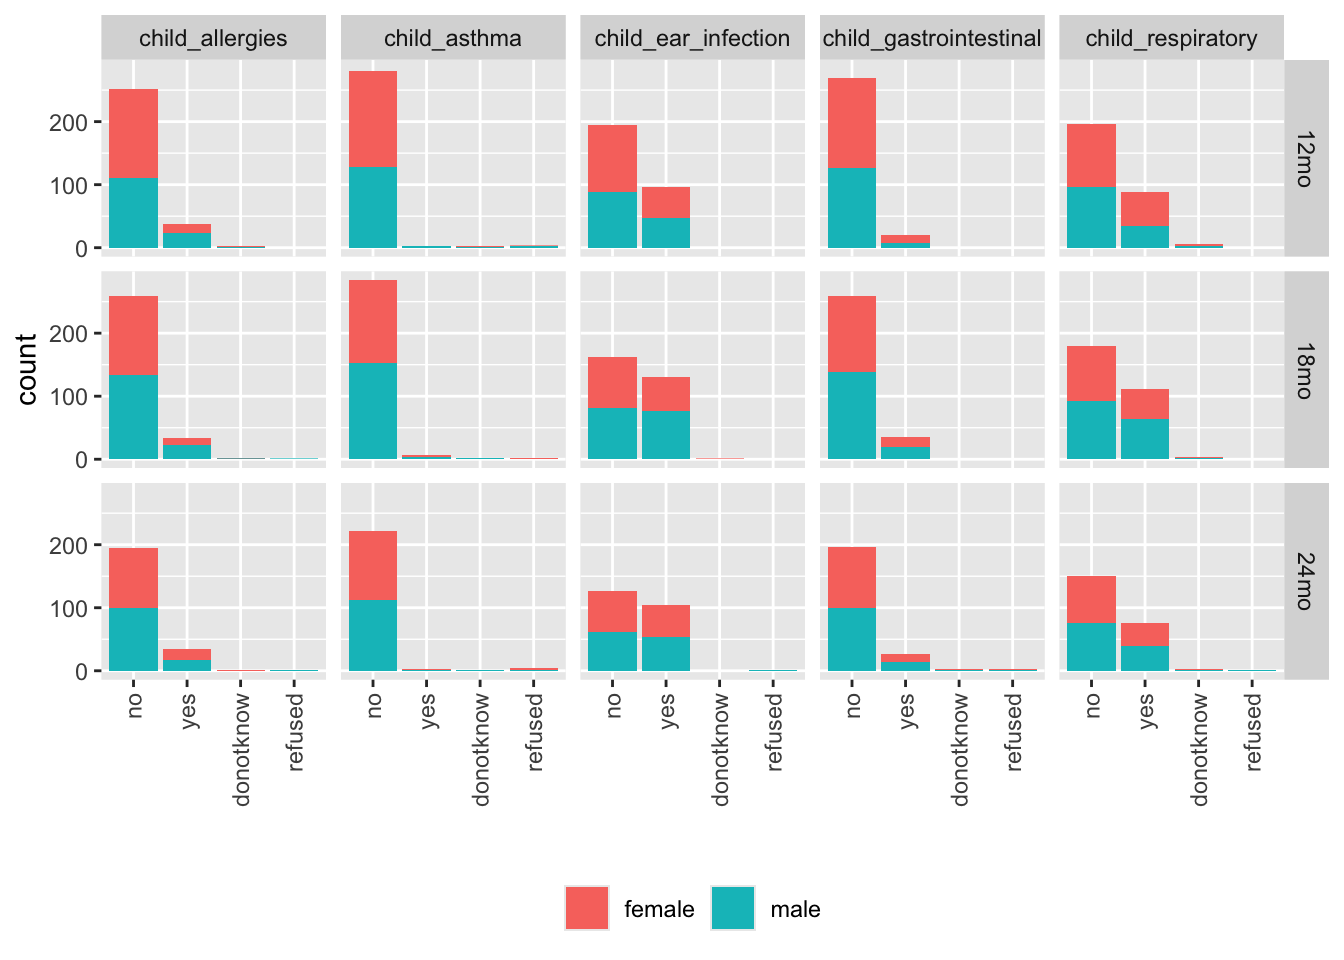 child_allergies child_asthma child_ear_infection child_gastrointestinal child_respiratory
200
100
0
12mo
200
100
0
18mo
200
100
0
24mo
count
no yes donotknow refused no yes donotknow refused no yes donotknow refused no yes donotknow refused no yes donotknow refused
female male